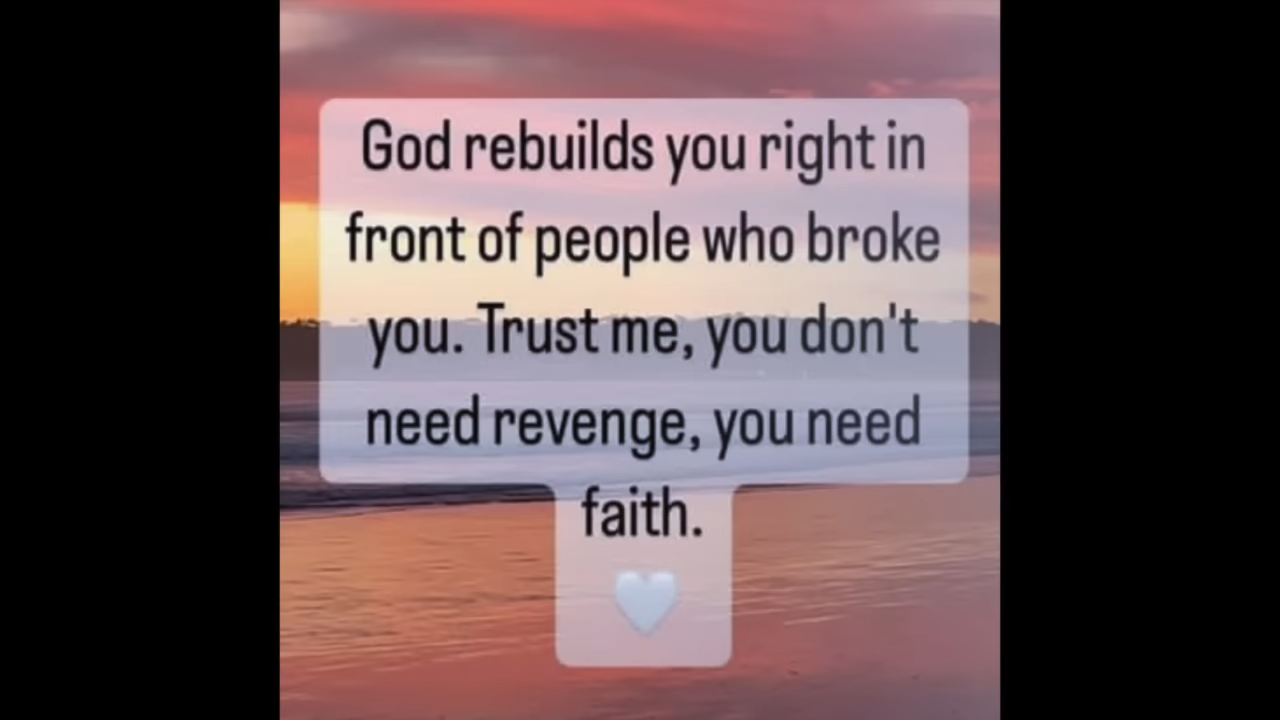 God rebuilds you right in
front of people who broke
you. Trust me, you don't
need revenge, you need
faith.
🤍